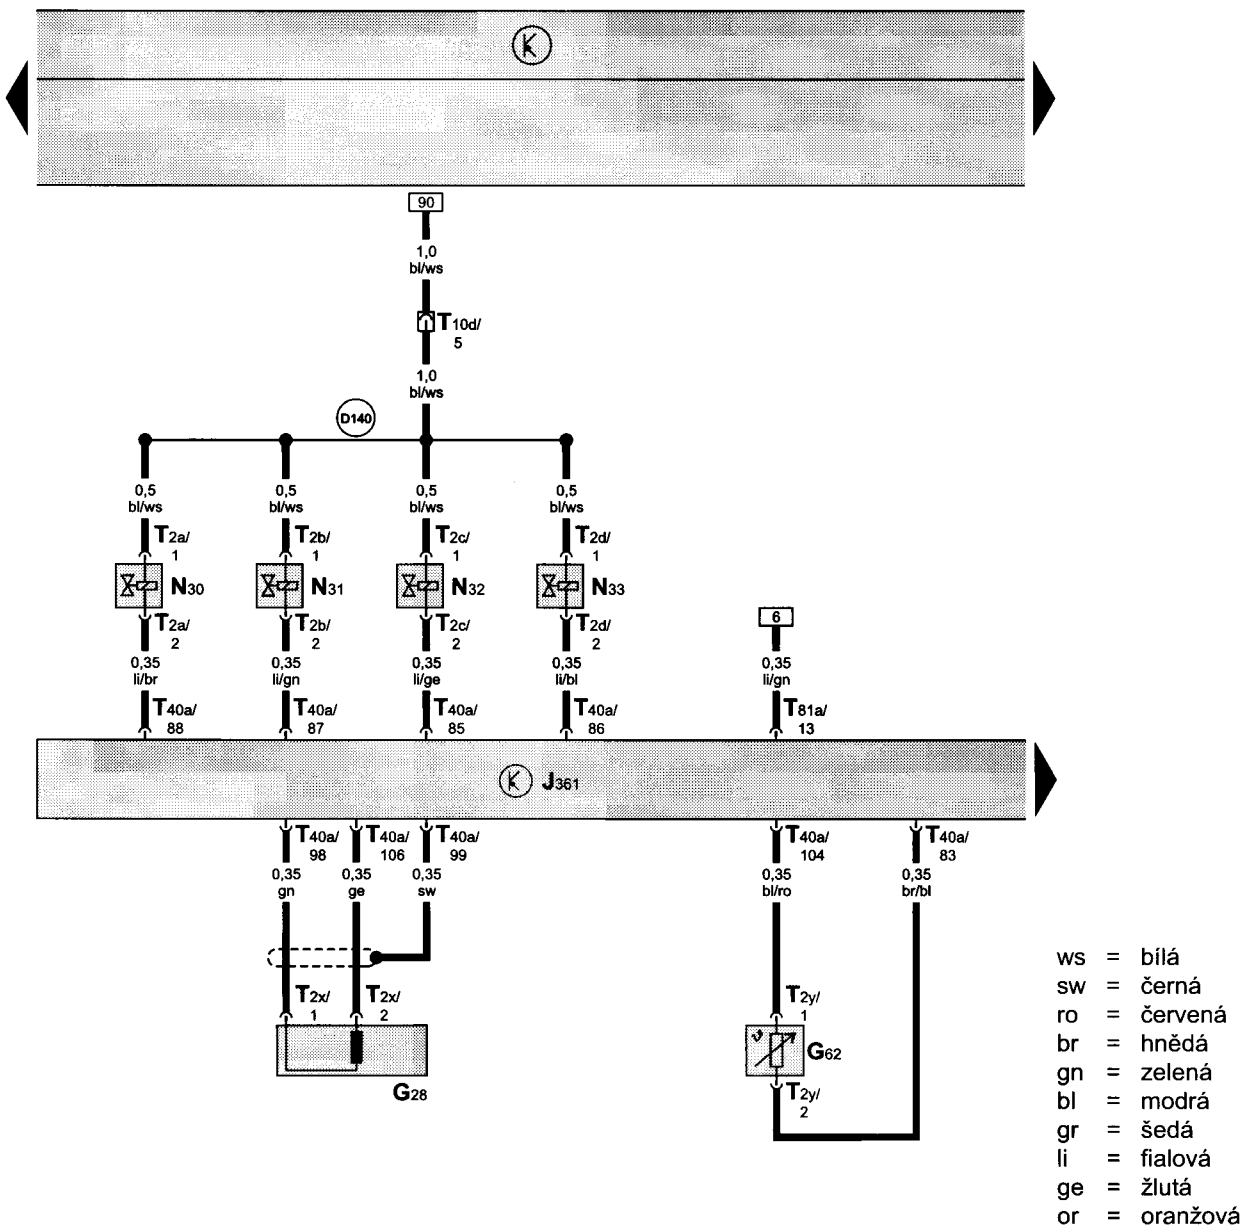 90
1,0
bl/ws
T10d/
5
1,0
bl/ws
D140
0,5 0,5 0,5 0,5
bl/ws bl/ws bl/ws bl/ws
T2a/ T2b/ T2c/ T2d/
1 1 1 1
N30 N31 N32 N33
6
T2a/ T2b/ T2c/ T2d/
2 2 2 2
0,35 0,35 0,35 0,35 0,35
li/br li/gn li/ge li/bl li/gn
T40a/ T40a/ T40a/ T40a/ T81a/
88 87 85 86 13
J361
T40a/ T40a/ T40a/ T40a/ T40a/
98 106 99 104 83
0,35 0,35 0,35 0,35 0,35
gn ge sw bl/ro br/bl
T2x/ T2x/ T2y/
1 2 1
G62
G28
T2y/
2
ws = bílá
sw = černá
ro = červená
br = hnědá
gn = zelená
bl = modrá
gr = šedá
li = fialová
ge = žlutá
or = oranžová